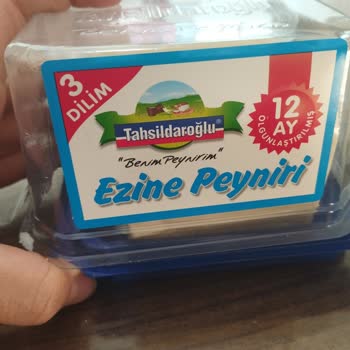 3
DİLİM
Tahsildaroğlu
"Benim Peynirim"
Ezine Peyniri
12
AY
OLGUNLAŞTIRILMIŞ